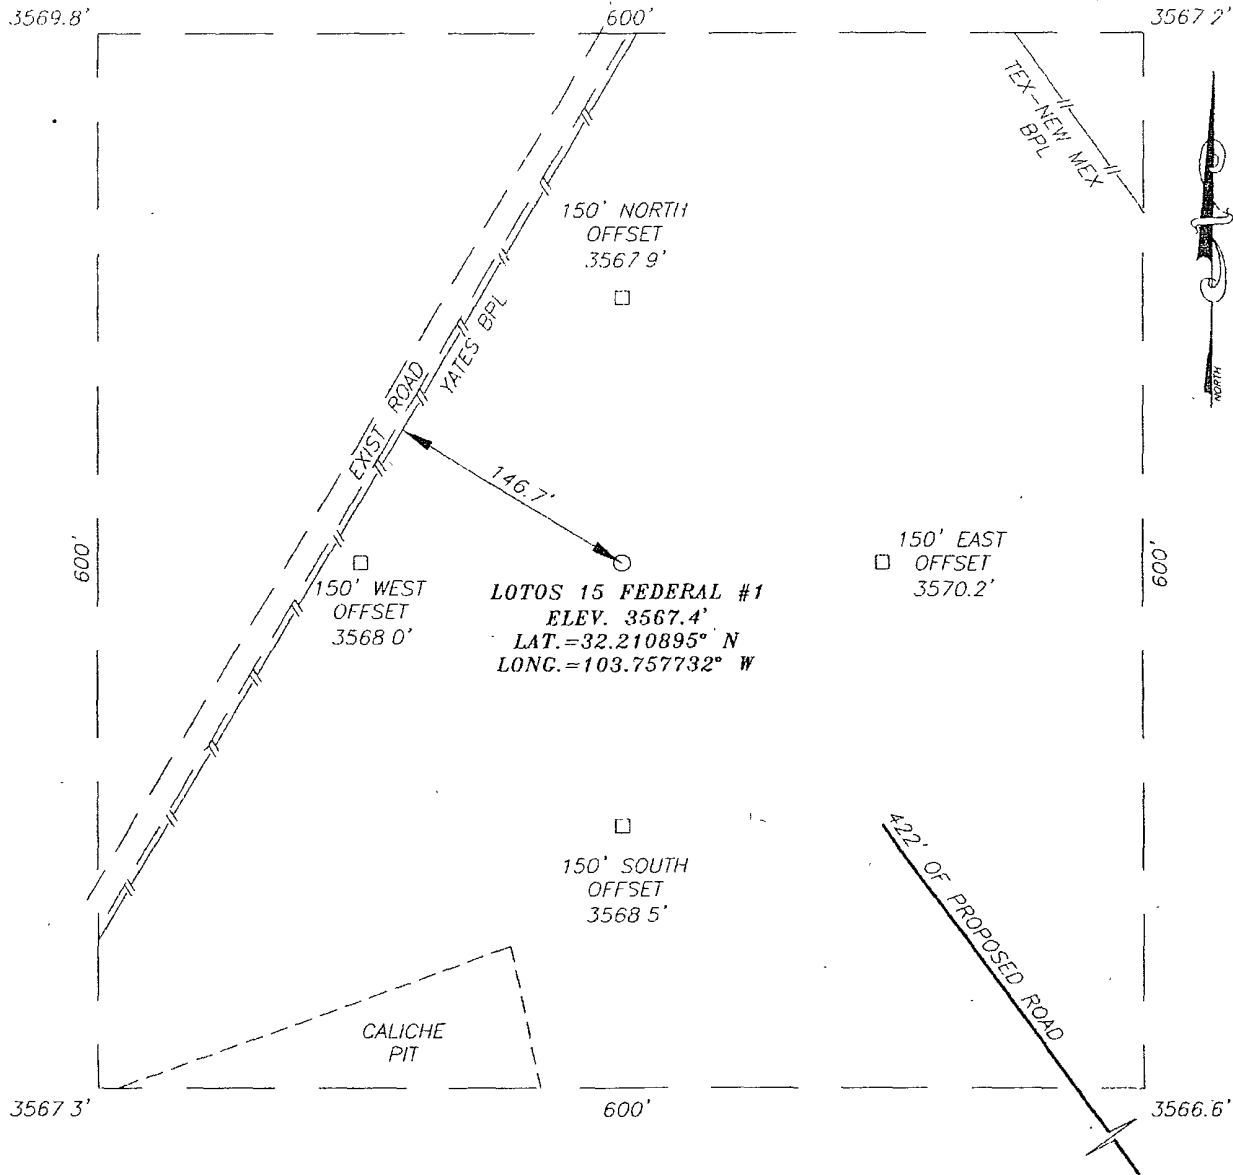 3569.8'
600'
3567 2'
TEX-NEW MEX
BPL
150' NORTH
OFFSET
3567 9'
NORTH
EXIST ROAD
YATES BPL
146.7'
600'
150' WEST
OFFSET
3568 0'
LOTOS 15 FEDERAL #1
ELEV. 3567.4'
LAT.=32.210895° N
LONG.=103.757732° W
150' EAST
OFFSET
3570.2'
600'
150' SOUTH
OFFSET
3568 5'
422' OF PROPOSED ROAD
CALICHE
PIT
3567 3'
600'
3566.6'